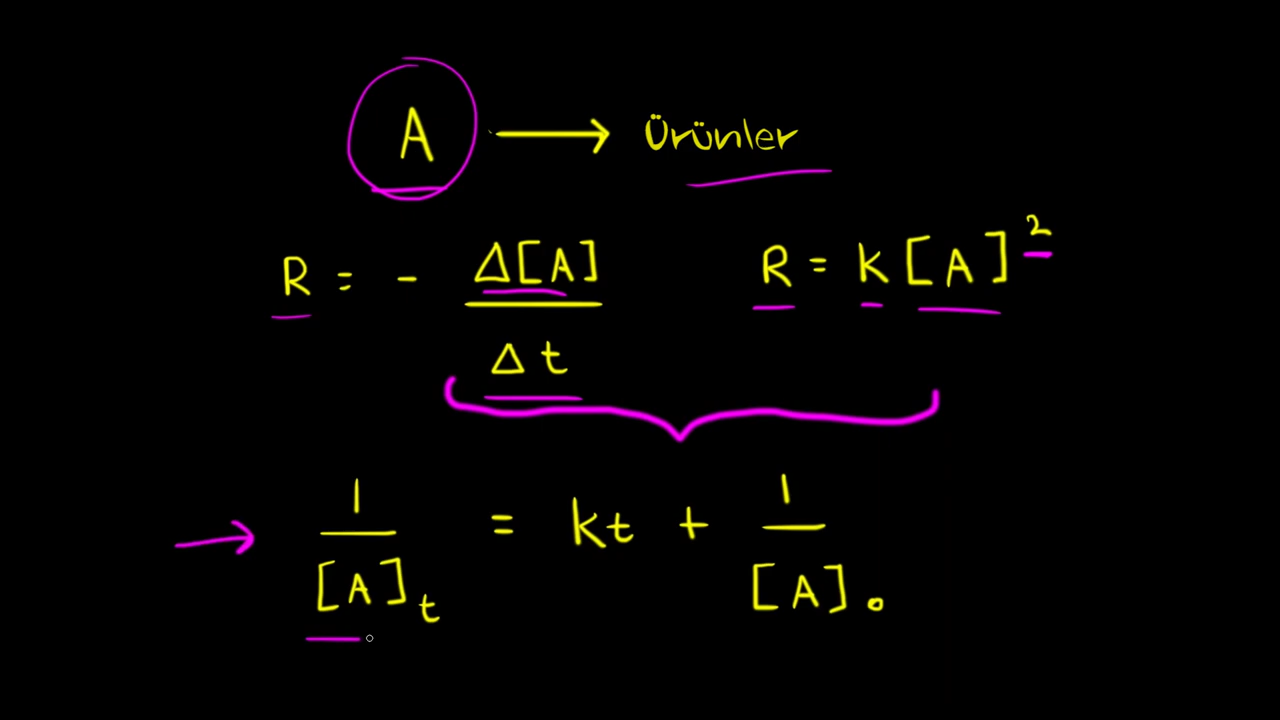 A → Ürünler
R = - Δ[A] / Δt    R = k[A]²
1/[A]t = kt + 1/[A]₀